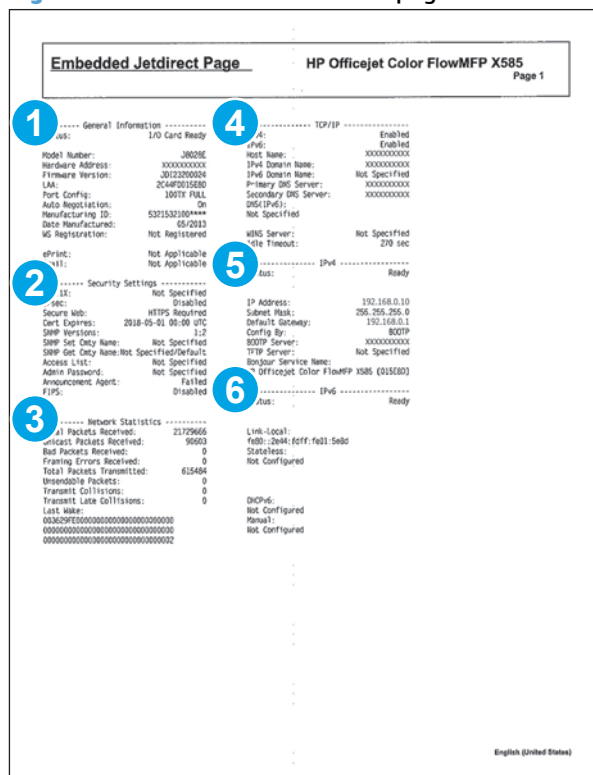 Embedded Jetdirect Page
HP Officejet Color FlowMFP X585
Page 1
1
---- General Information ----------
I/O Card Ready
Model Number: J8028E
Hardware Address: XXXXXXXXXX
Firmware Version: JDI23200024
LAA: 2C44FD015E8D
Port Config: 100TX FULL
Auto Negotiation: On
Manufacturing ID: 5321532100****
Date Manufactured: 05/2013
WS Registration: Not Registered
ePrint: Not Applicable
Not Applicable
2
------ Security Settings ----------
1X: Not Specified
Disabled
Secure Web: HTTPS Required
Cert Expires: 2018-05-01 00:00 UTC
SNMP Versions: 1;2
SNMP Set Cmty Name: Not Specified
SNMP Get Cmty Name:Not Specified/Default
Access List: Not Specified
Admin Password: Not Specified
Announcement Agent: Failed
FIPS: Disabled
3
------ Network Statistics ---------
Packets Received: 21729666
Unicast Packets Received: 90603
Bad Packets Received: 0
Framing Errors Received: 0
Total Packets Transmitted: 615484
Unsendable Packets: 0
Transmit Collisions: 0
Transmit Late Collisions: 0
Last Wake:
0000000000000000000000000002
4
------------ TCP/IP ---------------
Enabled
IPv6: Enabled
Host Name: XXXXXXXXXX
IPv4 Domain Name: XXXXXXXXXX
IPv6 Domain Name: Not Specified
Primary DNS Server: XXXXXXXXXX
Secondary DNS Server: XXXXXXXXXX
DNS(IPv6):
Not Specified
WINS Server: Not Specified
Idle Timeout: 270 sec
5
------------ IPv4 -----------------
Ready
IP Address: 192.168.0.10
Subnet Mask: 255.255.255.0
Default Gateway: 192.168.0.1
Config By: BOOTP
BOOTP Server: XXXXXXXXXX
TFTP Server: Not Specified
Bonjour Service Name:
Officejet Color FlowMFP X585 (015E8D)
6
------------ IPv6 -----------------
Ready
Link-Local:
fe80::2e44:fdff:fe01:5e8d
Stateless:
Not Configured
DHCPv6:
Not Configured
Manual:
Not Configured
English (United States)